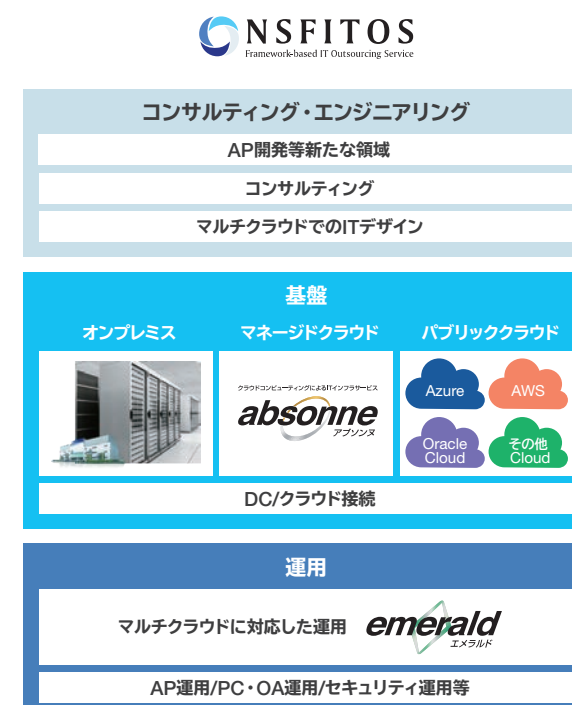 NSFITOS
Framework-based IT Outsourcing Service
コンサルティング・エンジニアリング
AP開発等新たな領域
コンサルティング
マルチクラウドでのITデザイン
基盤
オンプレミス
マネージドクラウド
パブリッククラウド
クラウドコンピューティングによるITインフラサービス
absonne
アブソンヌ
Azure
AWS
Oracle
Cloud
その他
Cloud
DC/クラウド接続
運用
マルチクラウドに対応した運用
emerald
エメラルド
AP運用/PC・OA運用/セキュリティ運用等